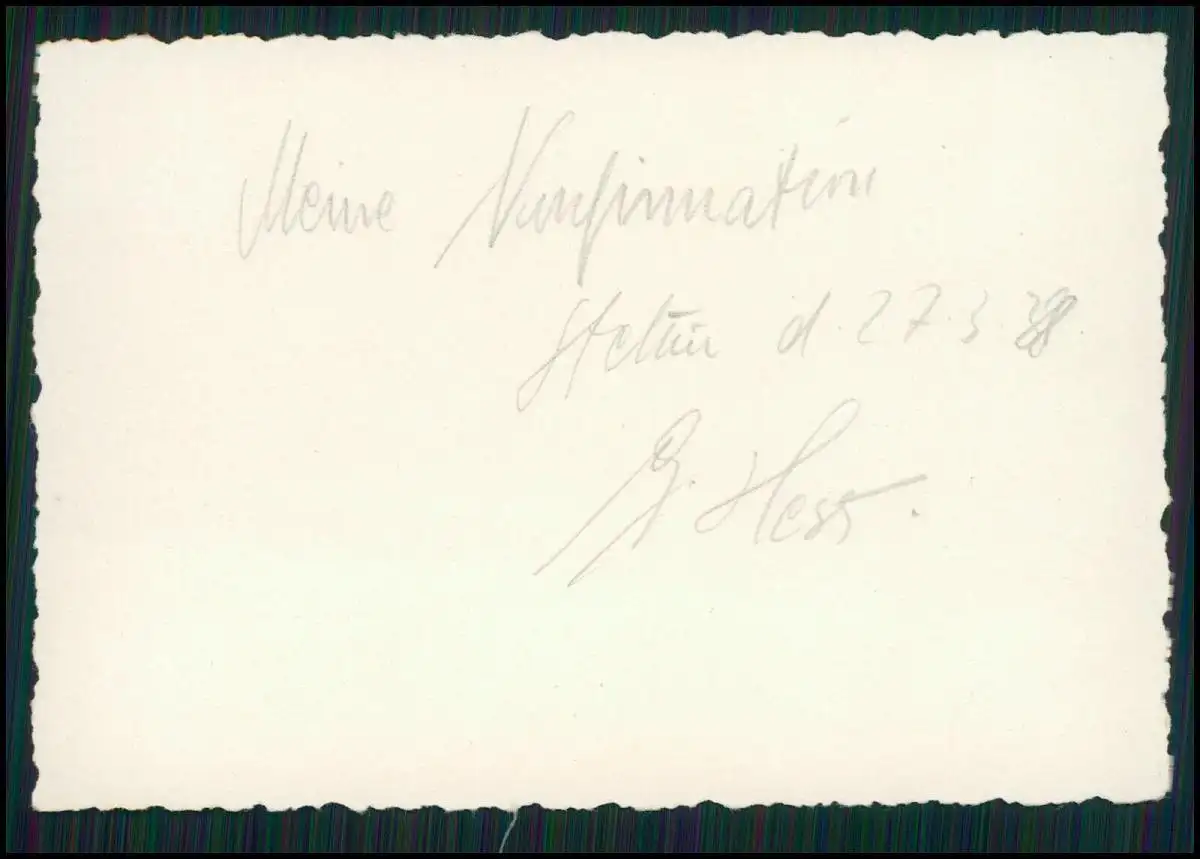 Meine Konfirmation
Stettin d. 27.3.38.
G. Hess.